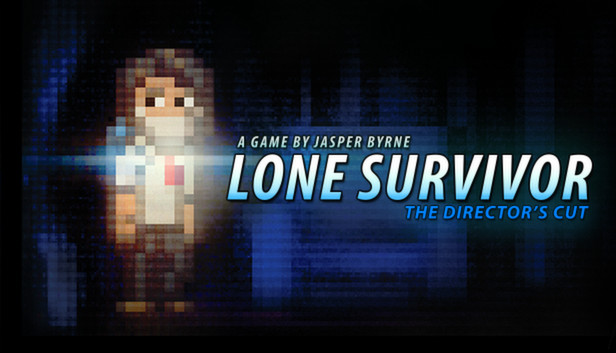 A GAME BY JASPER BYRNE
LONE SURVIVOR
THE DIRECTOR'S CUT